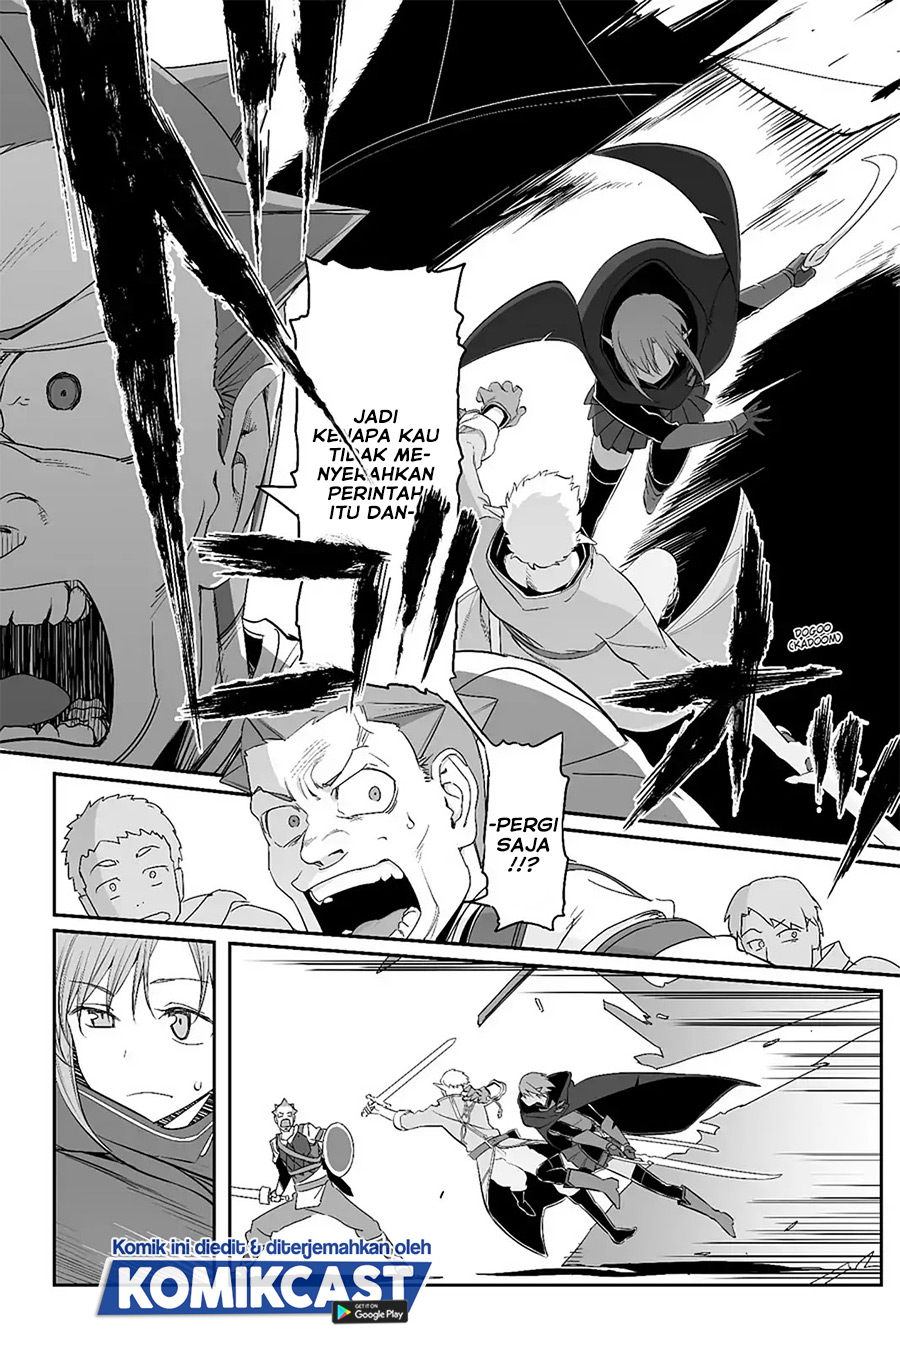 JADI
KENAPA KAU
TIDAK ME-
NYERAHKAN
PERINTAH
ITU DAN-
DOGOO
(KADOOM)
-PERGI
SAJA
!!?
Komik ini diedit & diterjemahkan oleh
KOMIKCAST
GET IT ON
Google Play